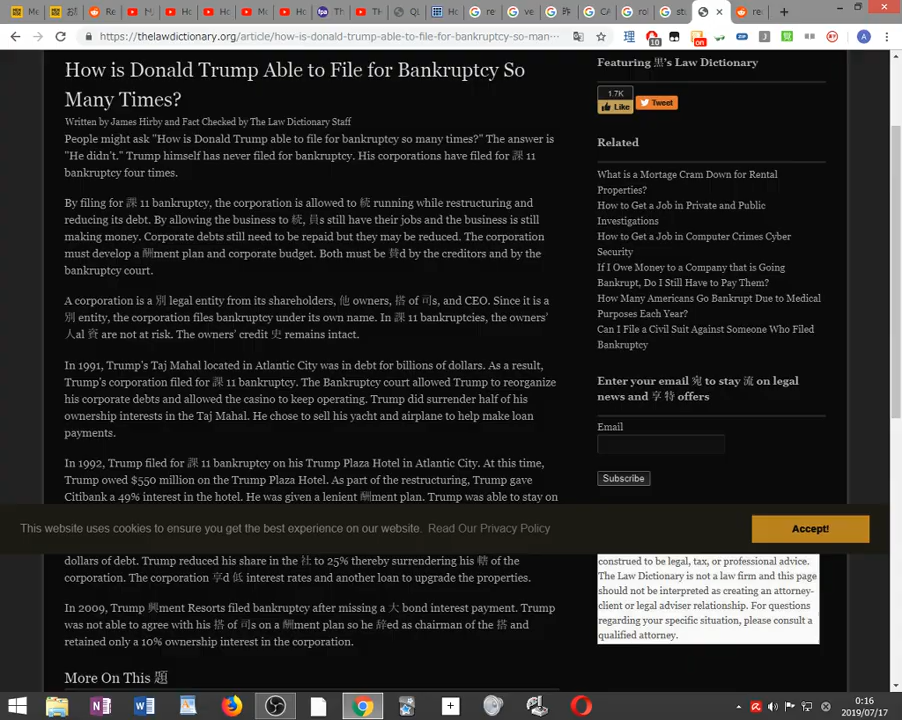 https://thelawdictionary.org/article/how-is-donald-trump-able-to-file-for-bankruptcy-so-man...
How is Donald Trump Able to File for Bankruptcy So
Many Times?
Written by James Hirby and Fact Checked by The Law Dictionary Staff
People might ask "How is Donald Trump able to file for bankruptcy so many times?" The answer is
"He didn't." Trump himself has never filed for bankruptcy. His corporations have filed for 課 11
bankruptcy four times.
By filing for 課 11 bankruptcy, the corporation is allowed to 続 running while restructuring and
reducing its debt. By allowing the business to 続, 員s still have their jobs and the business is still
making money. Corporate debts still need to be repaid but they may be reduced. The corporation
must develop a 酬ment plan and corporate budget. Both must be 賛d by the creditors and by the
bankruptcy court.
A corporation is a 別 legal entity from its shareholders, 他 owners, 搭 of 司s, and CEO. Since it is a
別 entity, the corporation files bankruptcy under its own name. In 課 11 bankruptcies, the owners'
人al 資 are not at risk. The owners' credit 史 remains intact.
In 1991, Trump's Taj Mahal located in Atlantic City was in debt for billions of dollars. As a result,
Trump's corporation filed for 課 11 bankruptcy. The Bankruptcy court allowed Trump to reorganize
his corporate debts and allowed the casino to keep operating. Trump did surrender half of his
ownership interests in the Taj Mahal. He chose to sell his yacht and airplane to help make loan
payments.
In 1992, Trump filed for 課 11 bankruptcy on his Trump Plaza Hotel in Atlantic City. At this time,
Trump owed $550 million on the Trump Plaza Hotel. As part of the restructuring, Trump gave
Citibank a 49% interest in the hotel. He was given a lenient 酬ment plan. Trump was able to stay on
dollars of debt. Trump reduced his share in the 社 to 25% thereby surrendering his 轄 of the
corporation. The corporation 享d 低 interest rates and another loan to upgrade the properties.
In 2009, Trump 興ment Resorts filed bankruptcy after missing a 大 bond interest payment. Trump
was not able to agree with his 搭 of 司s on a 酬ment plan so he 辞ed as chairman of the 搭 and
retained only a 10% ownership interest in the corporation.
More On This 題
Featuring 黒's Law Dictionary
1.7K
Like
Tweet
Related
What is a Mortage Cram Down for Rental
Properties?
How to Get a Job in Private and Public
Investigations
How to Get a Job in Computer Crimes Cyber
Security
If I Owe Money to a Company that is Going
Bankrupt, Do I Still Have to Pay Them?
How Many Americans Go Bankrupt Due to Medical
Purposes Each Year?
Can I File a Civil Suit Against Someone Who Filed
Bankruptcy
Enter your email 宛 to stay 流 on legal
news and 享 特 offers
Email
Subscribe
This website uses cookies to ensure you get the best experience on our website. Read Our Privacy Policy
Accept!
construed to be legal, tax, or professional advice.
The Law Dictionary is not a law firm and this page
should not be interpreted as creating an attorney-
client or legal adviser relationship. For questions
regarding your specific situation, please consult a
qualified attorney.
0:16
2019/07/17